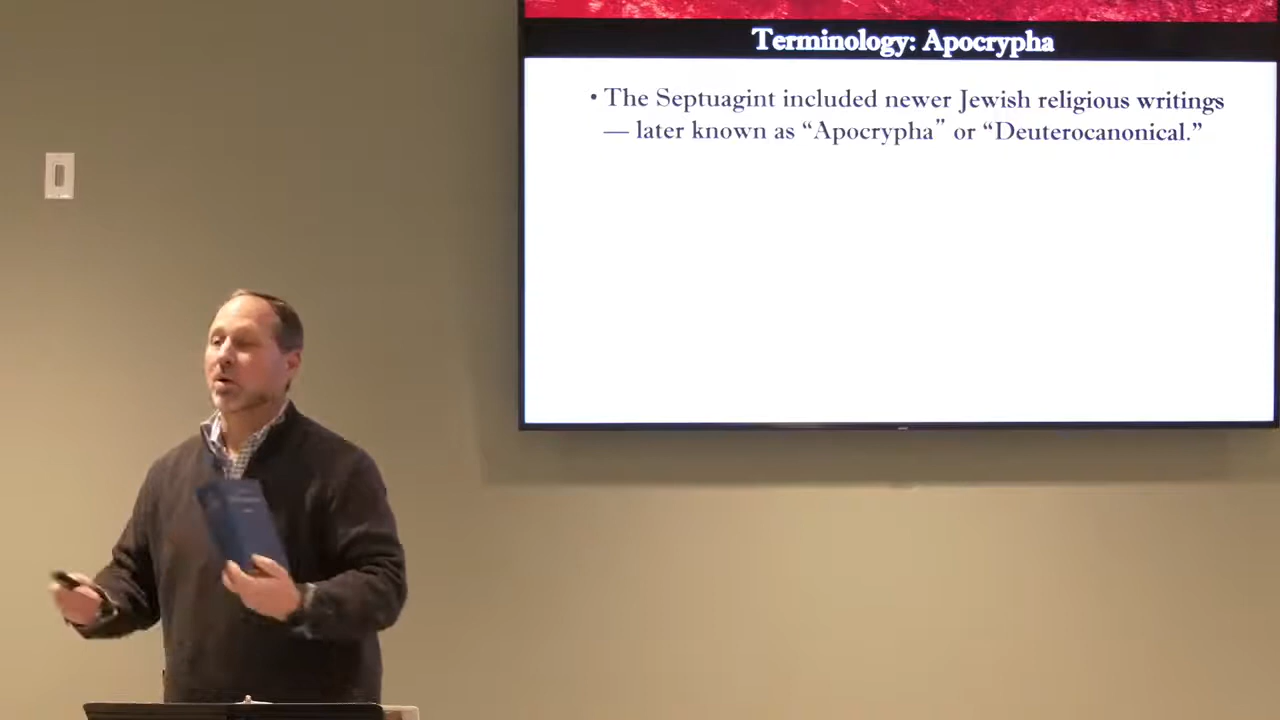 Terminology: Apocrypha
• The Septuagint included newer Jewish religious writings
— later known as “Apocrypha” or “Deuterocanonical.”